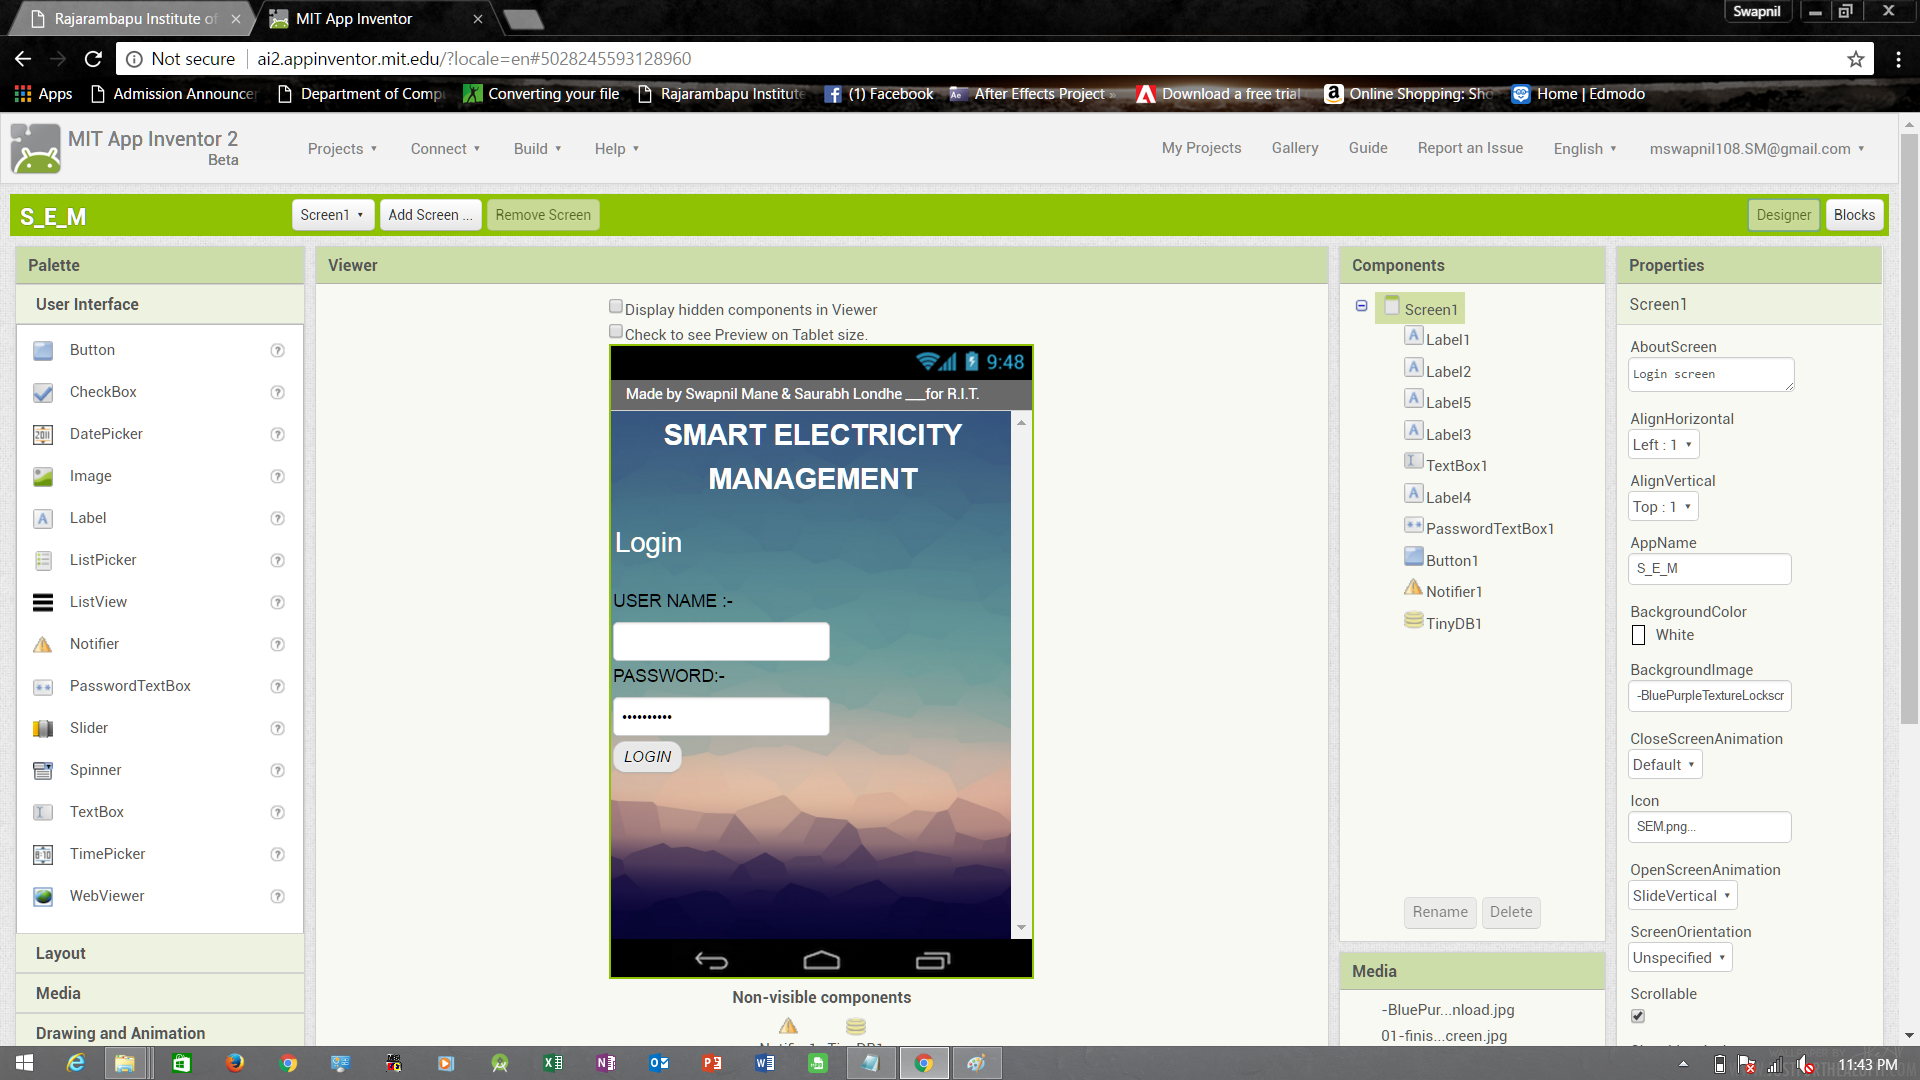 Rajarambapu Institute of
MIT App Inventor
Swapnil
Not secure
ai2.appinventor.mit.edu/?locale=en#5028245593128960
Apps
Admission Announcer
Department of Comp
Converting your file
Rajarambapu Institute
(1) Facebook
After Effects Project
Download a free trial
Online Shopping: Sho
Home | Edmodo
MIT App Inventor 2
Beta
Projects
Connect
Build
Help
My Projects
Gallery
Guide
Report an Issue
English
mswapnil108.SM@gmail.com
S_E_M
Screen1
Add Screen ...
Remove Screen
Designer
Blocks
Palette
User Interface
Button
CheckBox
DatePicker
Image
Label
ListPicker
ListView
Notifier
PasswordTextBox
Slider
Spinner
TextBox
TimePicker
WebViewer
Layout
Media
Drawing and Animation
Viewer
Display hidden components in Viewer
Check to see Preview on Tablet size.
9:48
Made by Swapnil Mane & Saurabh Londhe ___for R.I.T.
SMART ELECTRICITY
MANAGEMENT
Login
USER NAME :-
PASSWORD:-
••••••••••
LOGIN
Non-visible components
Components
Screen1
Label1
Label2
Label5
Label3
TextBox1
Label4
PasswordTextBox1
Button1
Notifier1
TinyDB1
Rename
Delete
Media
-BluePur...nload.jpg
01-finis...creen.jpg
Properties
Screen1
AboutScreen
Login screen
AlignHorizontal
Left : 1
AlignVertical
Top : 1
AppName
S_E_M
BackgroundColor
White
BackgroundImage
-BluePurpleTextureLockscr
CloseScreenAnimation
Default
Icon
SEM.png...
OpenScreenAnimation
SlideVertical
ScreenOrientation
Unspecified
Scrollable
11:43 PM